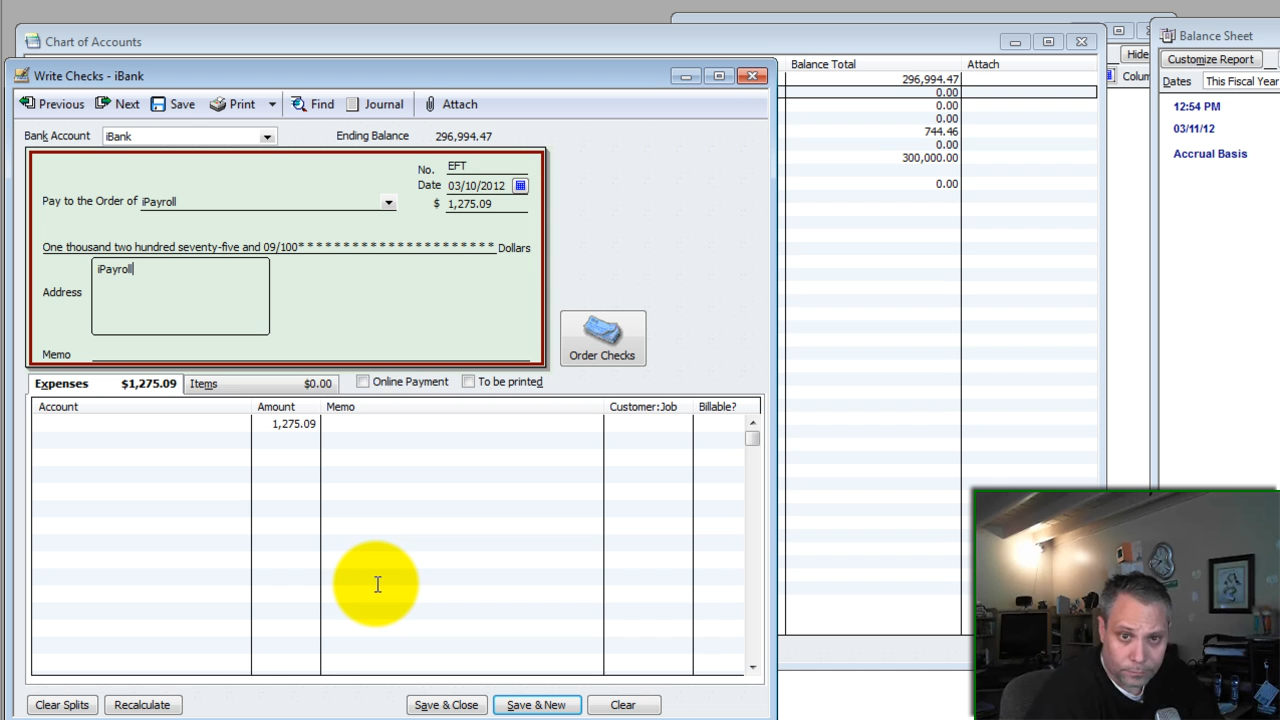 Chart of Accounts
Balance Sheet
Write Checks - iBank
Hide
Customize Report
Balance Total
Attach
Colum
Dates This Fiscal Year
296,994.47
0.00
0.00
0.00
744.46
0.00
300,000.00
0.00
12:54 PM
03/11/12
Accrual Basis
Previous Next Save Print Find Journal Attach
Bank Account iBank Ending Balance 296,994.47
No. EFT
Date 03/10/2012
Pay to the Order of iPayroll $ 1,275.09
One thousand two hundred seventy-five and 09/100* * * * * * * * * * * * * * * * * * * * * * Dollars
iPayroll
Address
Memo
Order Checks
Expenses $1,275.09 Items $0.00 Online Payment To be printed
Account Amount Memo Customer:Job Billable?
1,275.09
Clear Splits Recalculate Save & Close Save & New Clear